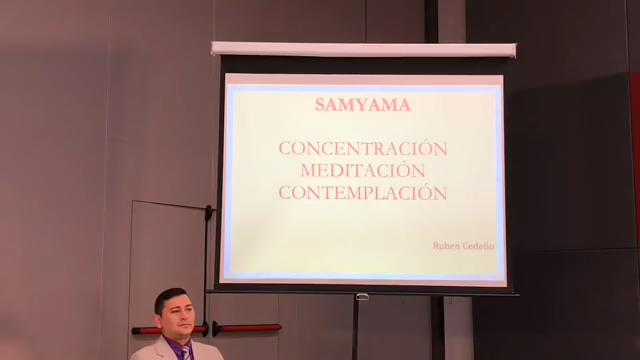 SAMYAMA
CONCENTRACIÓN
MEDITACIÓN
CONTEMPLACIÓN
Ruben Cedeño